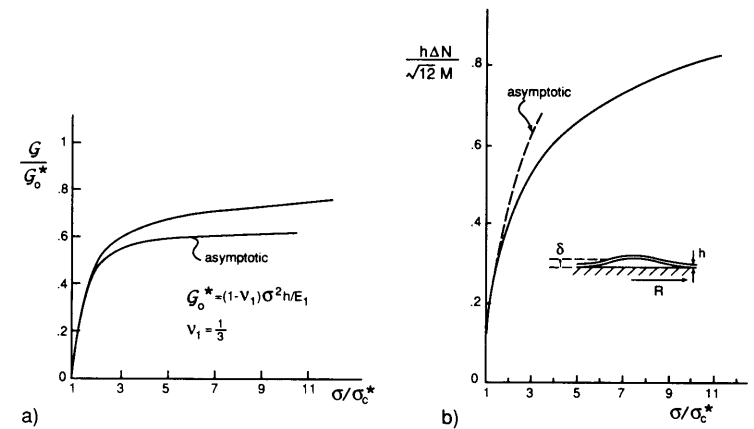 𝒢
𝒢ₒ*
1
.8
.6
.4
.2
0
1 3 5 7 9 11
σ/σc*
asymptotic
𝒢ₒ* = (1-ν₁)σ²h/E₁
ν₁ = 1/3
a)
hΔN
√12 M
.8
.6
.4
.2
0
1 3 5 7 9 11
σ/σc*
asymptotic
δ
h
R
b)